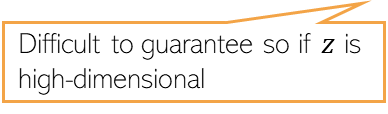 Difficult to guarantee so if z is
high-dimensional